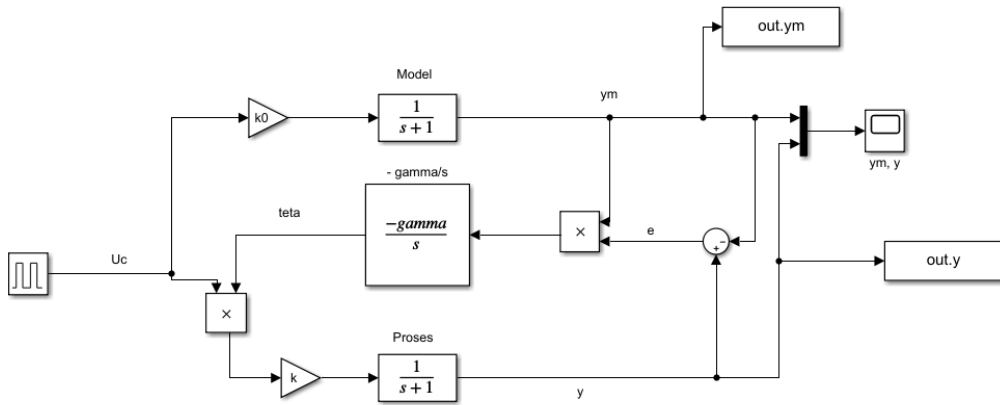 out.ym
Model
ym
k0
1
s+1
ym, y
- gamma/s
teta
-gamma
s
×
e
+
-
Uc
out.y
×
Proses
k
1
s+1
y